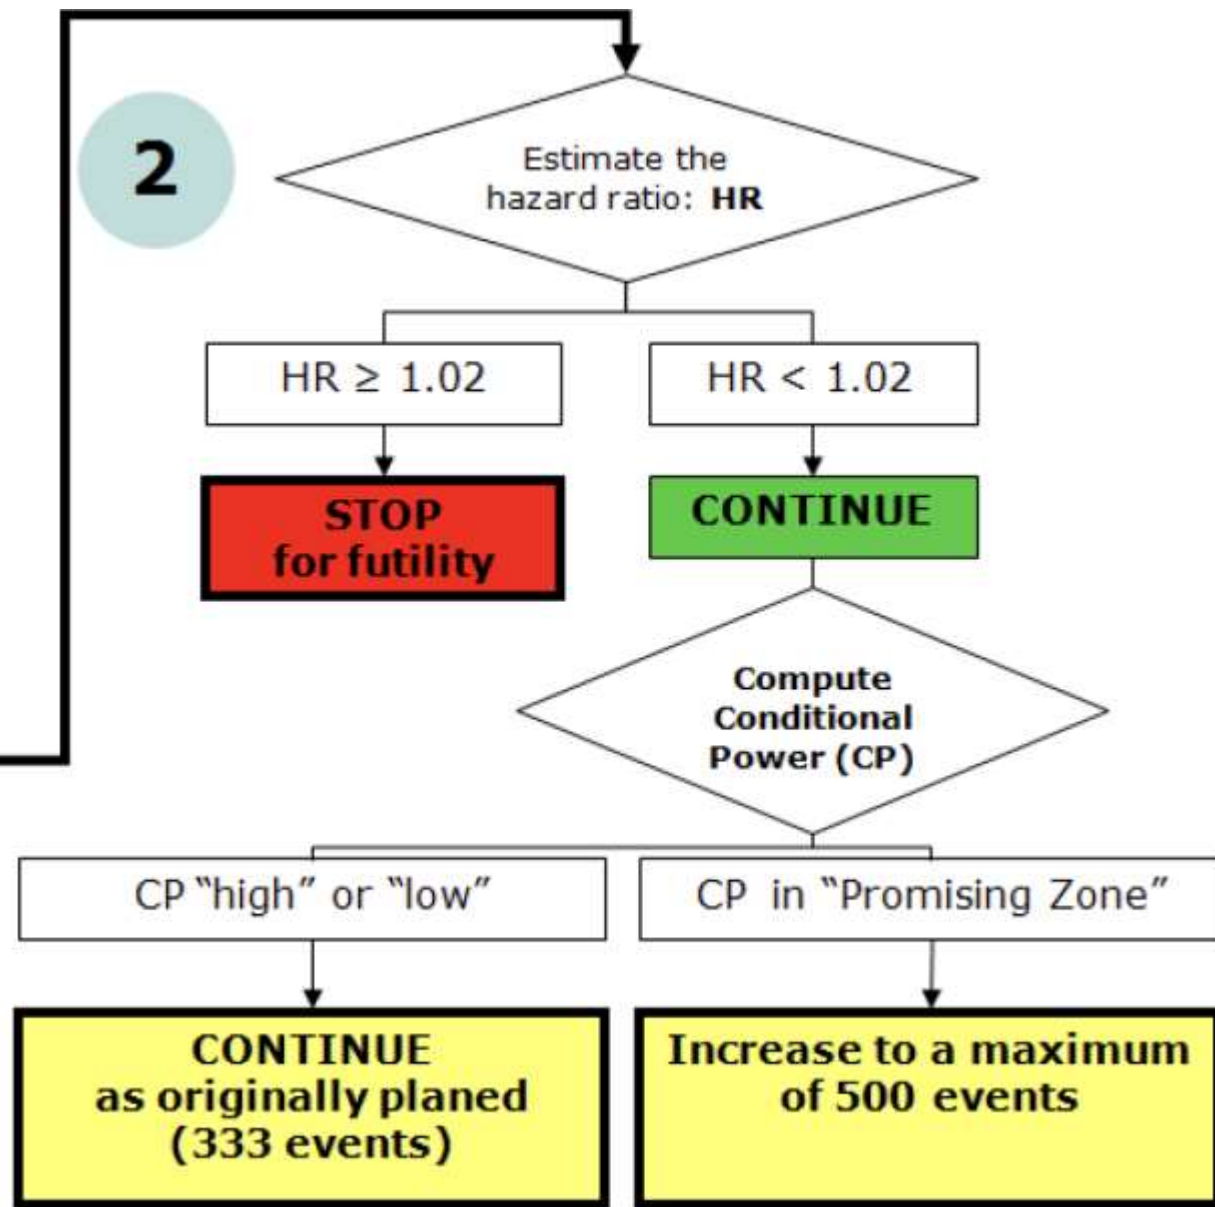 2
Estimate the
hazard ratio: HR
HR ≥ 1.02
HR < 1.02
STOP
for futility
CONTINUE
Compute
Conditional
Power (CP)
CP “high” or “low”
CP in “Promising Zone”
CONTINUE
as originally planed
(333 events)
Increase to a maximum
of 500 events